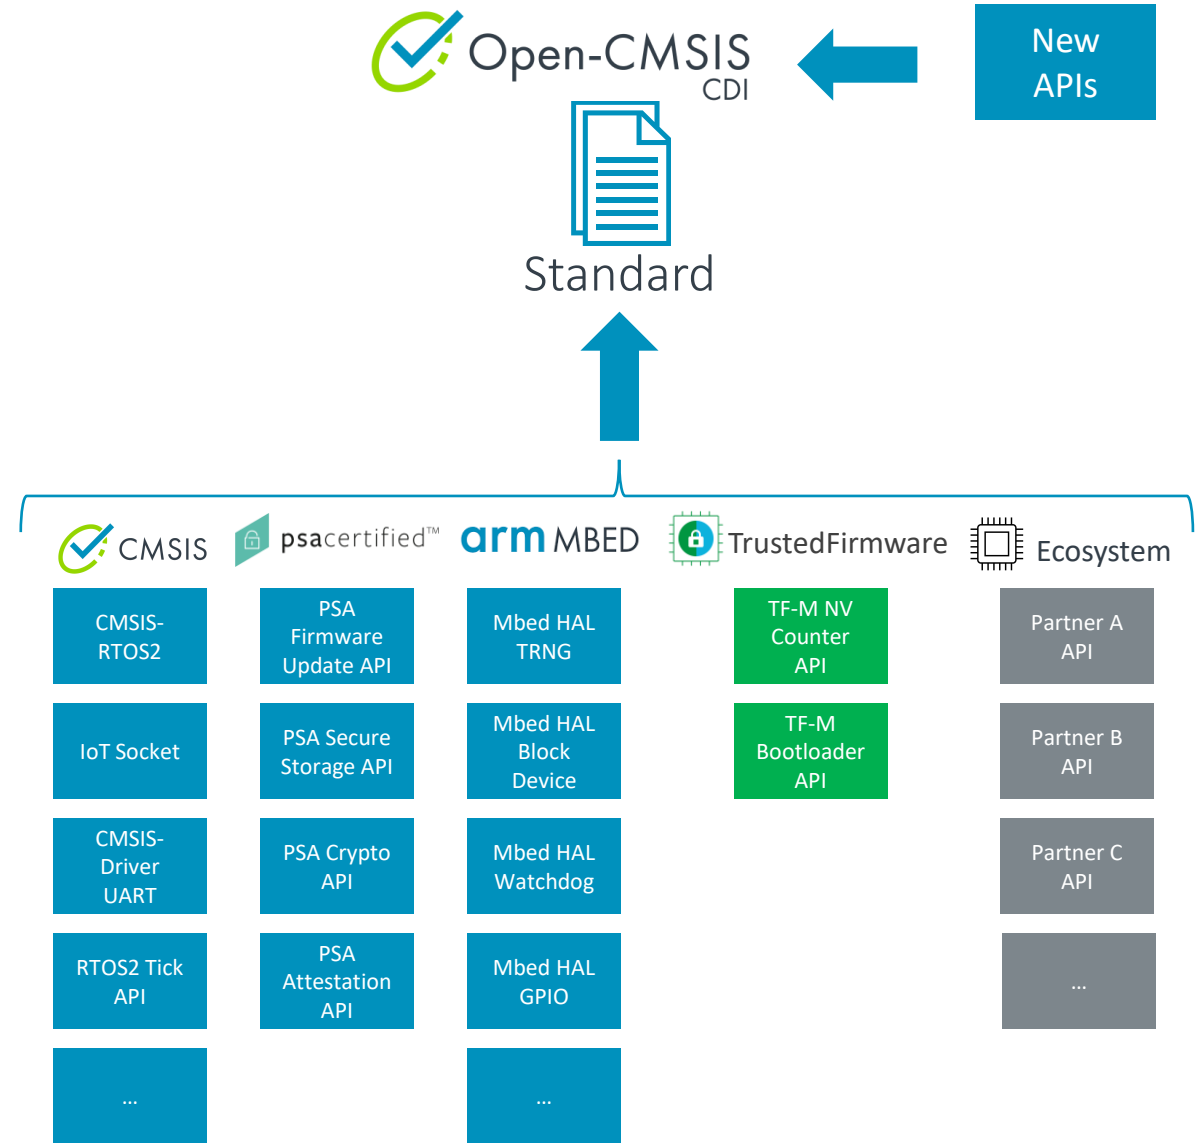 Open-CMSIS
CDI
New
APIs
Standard
CMSIS
psacertified™
arm MBED
TrustedFirmware
Ecosystem
CMSIS-
RTOS2
PSA
Firmware
Update API
Mbed HAL
TRNG
TF-M NV
Counter
API
Partner A
API
IoT Socket
PSA Secure
Storage API
Mbed HAL
Block
Device
TF-M
Bootloader
API
Partner B
API
CMSIS-
Driver
UART
PSA Crypto
API
Mbed HAL
Watchdog
Partner C
API
RTOS2 Tick
API
PSA
Attestation
API
Mbed HAL
GPIO
...
...
...